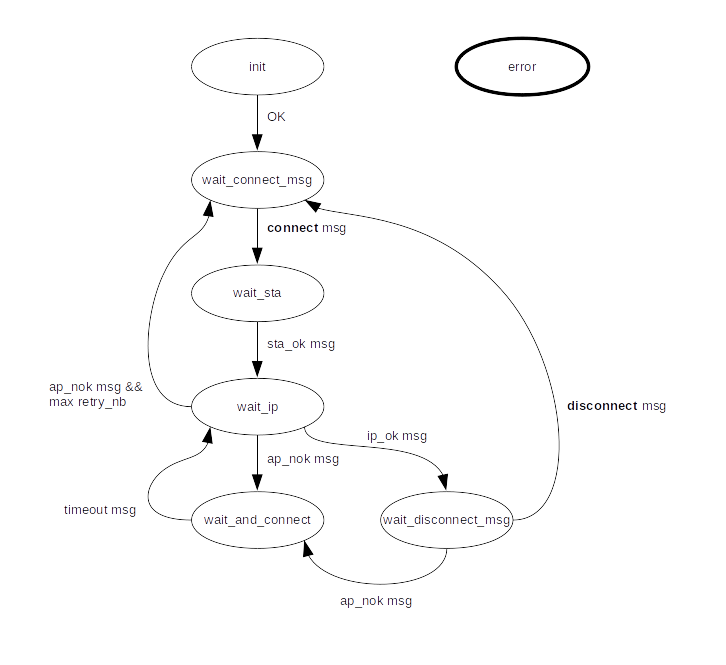 init
error
OK
wait_connect_msg
connect msg
wait_sta
sta_ok msg
ap_nok msg &&
max retry_nb
wait_ip
disconnect msg
ip_ok msg
ap_nok msg
timeout msg
wait_and_connect
wait_disconnect_msg
ap_nok msg